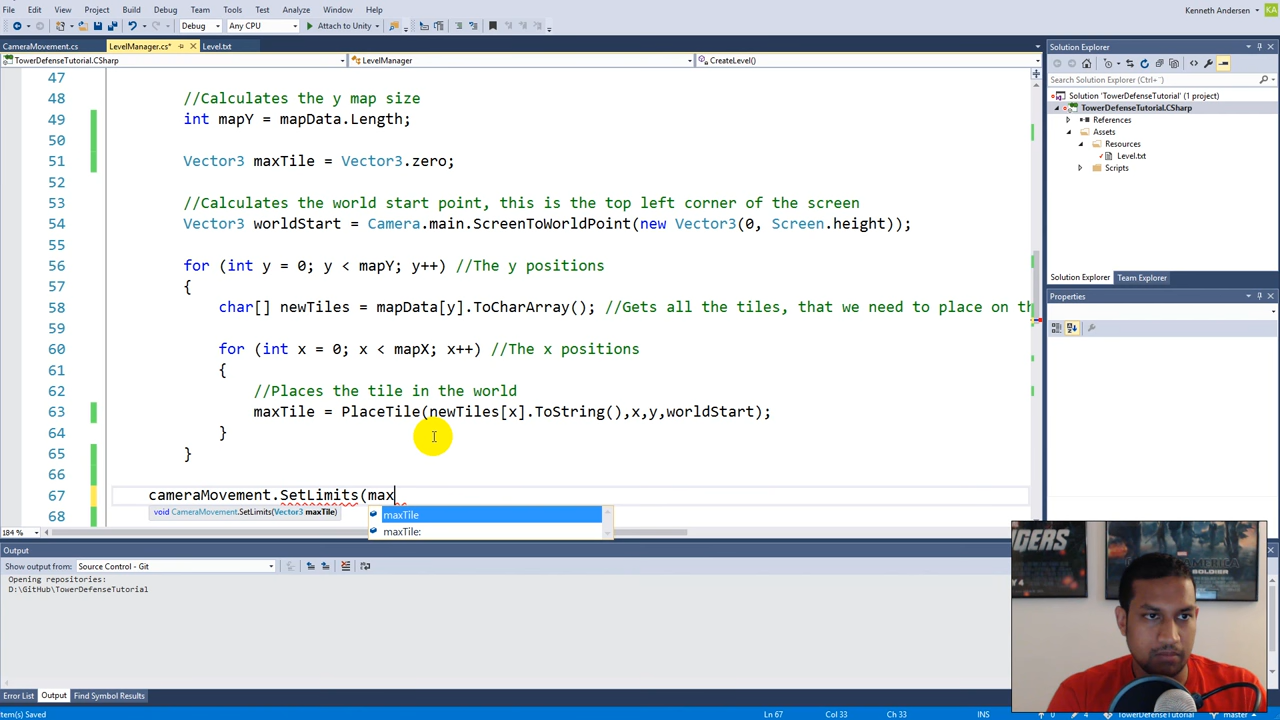 File Edit View Project Build Debug Team Tools Test Analyze Window Help
Kenneth Andersen KA
Debug Any CPU Attach to Unity
CameraMovement.cs LevelManager.cs* Level.txt
TowerDefenseTutorial.CSharp LevelManager CreateLevel()
47
48 //Calculates the y map size
49 int mapY = mapData.Length;
50
51 Vector3 maxTile = Vector3.zero;
52
53 //Calculates the world start point, this is the top left corner of the screen
54 Vector3 worldStart = Camera.main.ScreenToWorldPoint(new Vector3(0, Screen.height));
55
56 for (int y = 0; y < mapY; y++) //The y positions
57 {
58 char[] newTiles = mapData[y].ToCharArray(); //Gets all the tiles, that we need to place on th
59
60 for (int x = 0; x < mapX; x++) //The x positions
61 {
62 //Places the tile in the world
63 maxTile = PlaceTile(newTiles[x].ToString(),x,y,worldStart);
64 }
65 }
66
67 cameraMovement.SetLimits(max
void CameraMovement.SetLimits(Vector3 maxTile)
maxTile
maxTile:
68
184 %
Solution Explorer
Search Solution Explorer (Ctrl+¨)
Solution 'TowerDefenseTutorial' (1 project)
TowerDefenseTutorial.CSharp
References
Assets
Resources
Level.txt
Scripts
Solution Explorer Team Explorer
Properties
Output
Show output from: Source Control - Git
Opening repositories:
D:\GitHub\TowerDefenseTutorial
Error List Output Find Symbol Results
Item(s) Saved Ln 67 Col 33 Ch 33 INS 0 4 TowerDefenseTutorial master